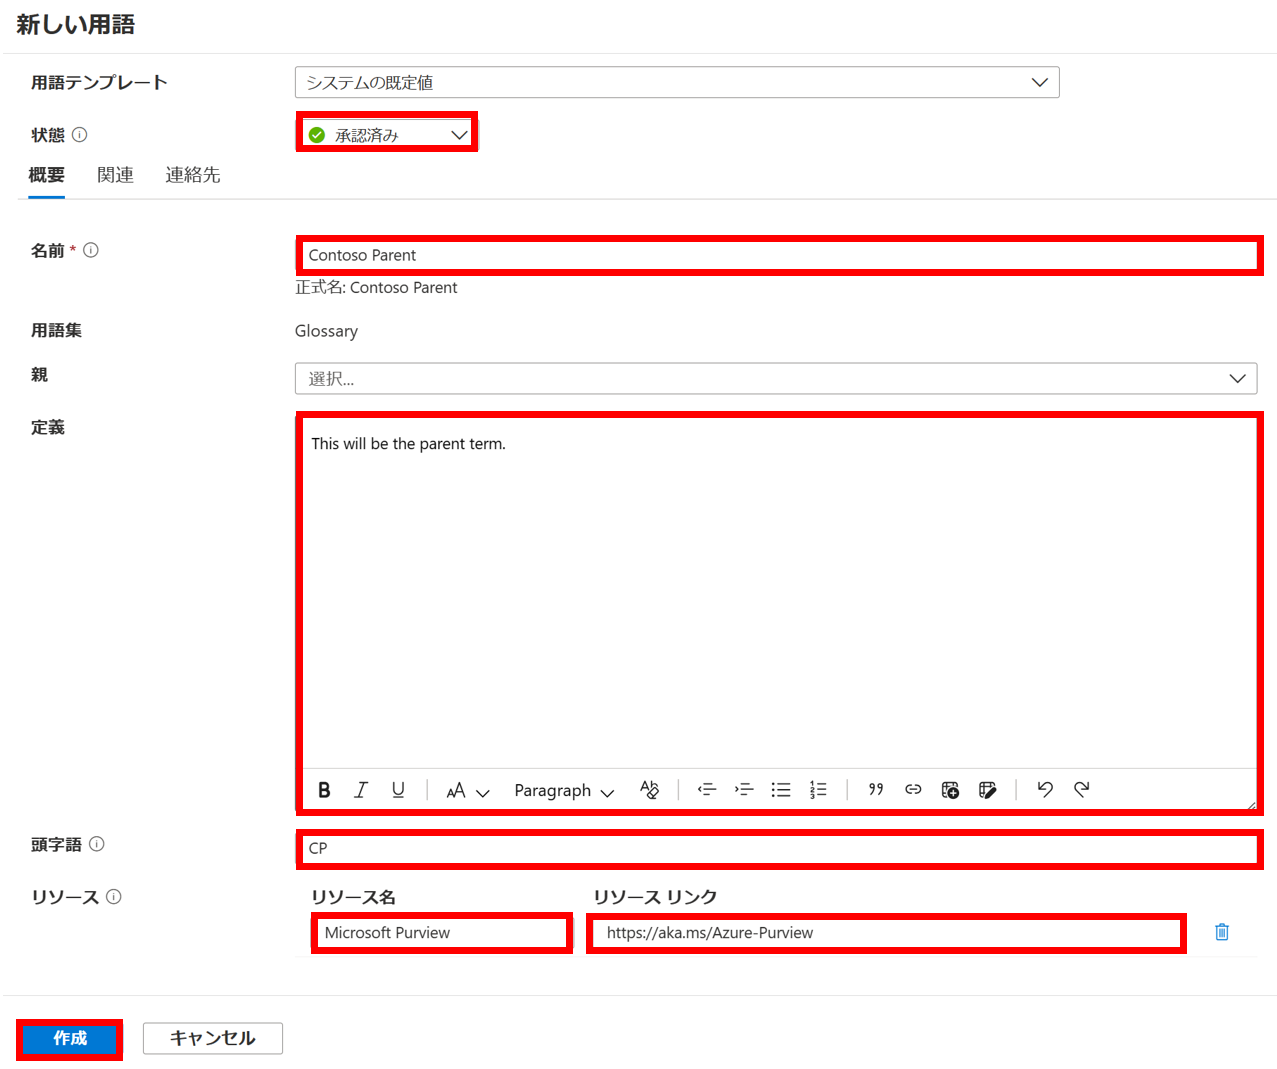 新しい用語
用語テンプレート システムの既定値
状態 承認済み
概要 関連 連絡先
名前 * Contoso Parent
正式名: Contoso Parent
用語集 Glossary
親 選択...
定義
This will be the parent term.
B I U AA Paragraph
頭字語 CP
リソース リソース名 リソース リンク
Microsoft Purview https://aka.ms/Azure-Purview
作成 キャンセル